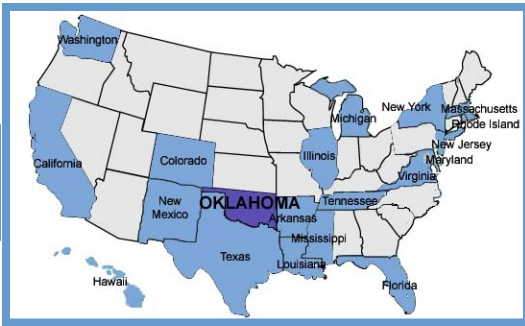 Washington
New York
Massachusetts
Michigan
Rhode Island
New Jersey
Illinois
Maryland
California
Colorado
Virginia
New
Mexico
OKLAHOMA
Tennessee
Arkansas
Mississippi
Texas
Louisiana
Hawaii
Florida